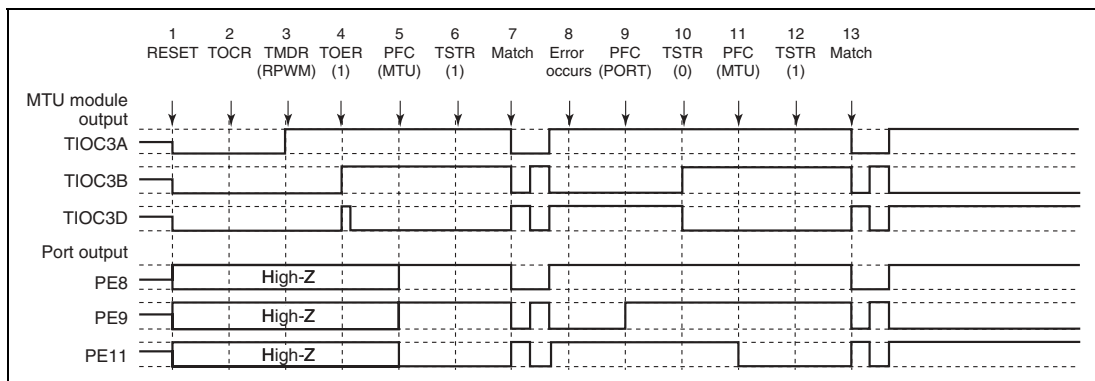 1 2 3 4 5 6 7 8 9 10 11 12 13
RESET TOCR TMDR TOER PFC TSTR Match Error PFC TSTR PFC TSTR Match
(RPWM) (1) (MTU) (1) occurs (PORT) (0) (MTU) (1)
MTU module
output
TIOC3A
TIOC3B
TIOC3D
Port output
PE8 High-Z
PE9 High-Z
PE11 High-Z